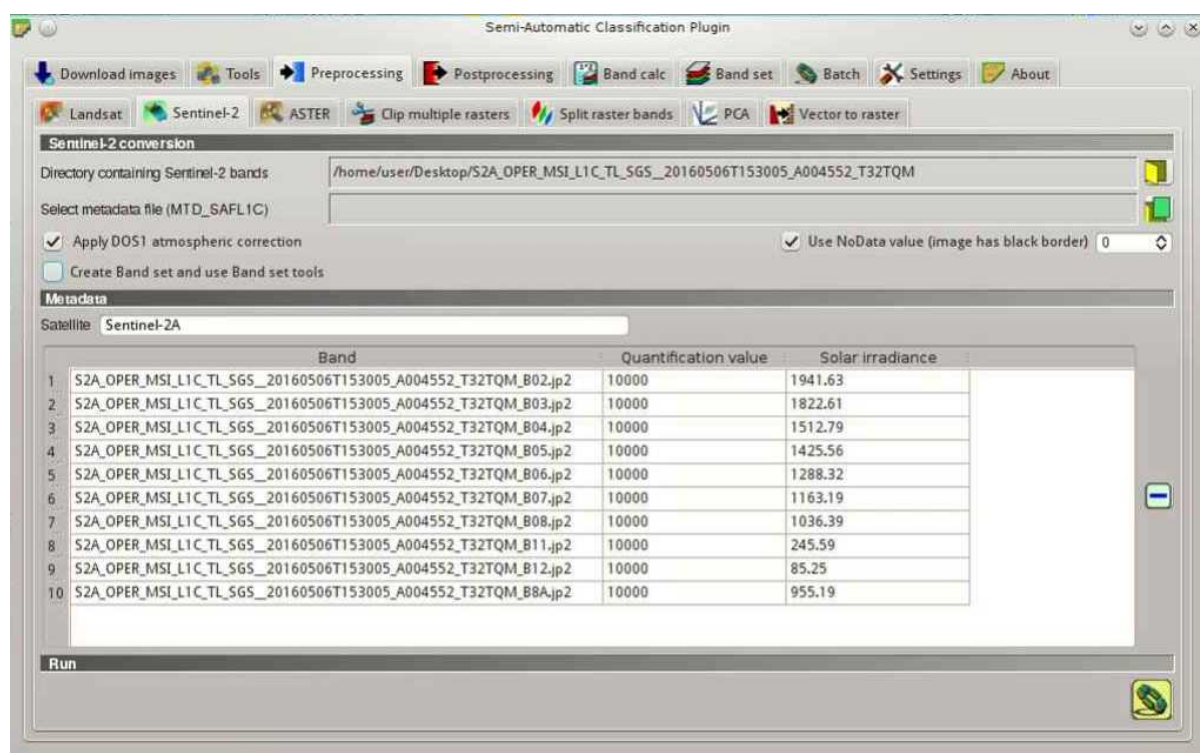 Semi-Automatic Classification Plugin
Download images Tools Preprocessing Postprocessing Band calc Band set Batch Settings About
Landsat Sentinel-2 ASTER Clip multiple rasters Split raster bands PCA Vector to raster
Sentinel-2 conversion
Directory containing Sentinel-2 bands /home/user/Desktop/S2A_OPER_MSI_L1C_TL_SGS__20160506T153005_A004552_T32TQM
Select metadata file (MTD_SAFL1C)
Apply DOS1 atmospheric correction Use NoData value (image has black border) 0
Create Band set and use Band set tools
Metadata
Satellite Sentinel-2A
Band Quantification value Solar irradiance
1 S2A_OPER_MSI_L1C_TL_SGS__20160506T153005_A004552_T32TQM_B02.jp2 10000 1941.63
2 S2A_OPER_MSI_L1C_TL_SGS__20160506T153005_A004552_T32TQM_B03.jp2 10000 1822.61
3 S2A_OPER_MSI_L1C_TL_SGS__20160506T153005_A004552_T32TQM_B04.jp2 10000 1512.79
4 S2A_OPER_MSI_L1C_TL_SGS__20160506T153005_A004552_T32TQM_B05.jp2 10000 1425.56
5 S2A_OPER_MSI_L1C_TL_SGS__20160506T153005_A004552_T32TQM_B06.jp2 10000 1288.32
6 S2A_OPER_MSI_L1C_TL_SGS__20160506T153005_A004552_T32TQM_B07.jp2 10000 1163.19
7 S2A_OPER_MSI_L1C_TL_SGS__20160506T153005_A004552_T32TQM_B08.jp2 10000 1036.39
8 S2A_OPER_MSI_L1C_TL_SGS__20160506T153005_A004552_T32TQM_B11.jp2 10000 245.59
9 S2A_OPER_MSI_L1C_TL_SGS__20160506T153005_A004552_T32TQM_B12.jp2 10000 85.25
10 S2A_OPER_MSI_L1C_TL_SGS__20160506T153005_A004552_T32TQM_B8A.jp2 10000 955.19
Run